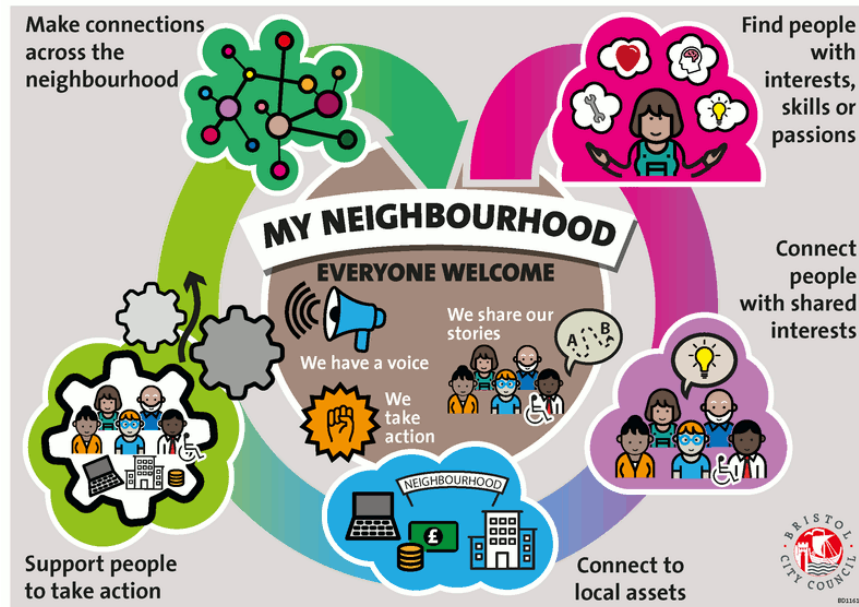 Make connections
across the
neighbourhood
Find people
with
interests,
skills or
passions
MY NEIGHBOURHOOD
EVERYONE WELCOME
We have a voice
We share our
stories
A B
We
take
action
Connect
people
with shared
interests
NEIGHBOURHOOD
£
Support people
to take action
Connect to
local assets
BRISTOL
CITY COUNCIL